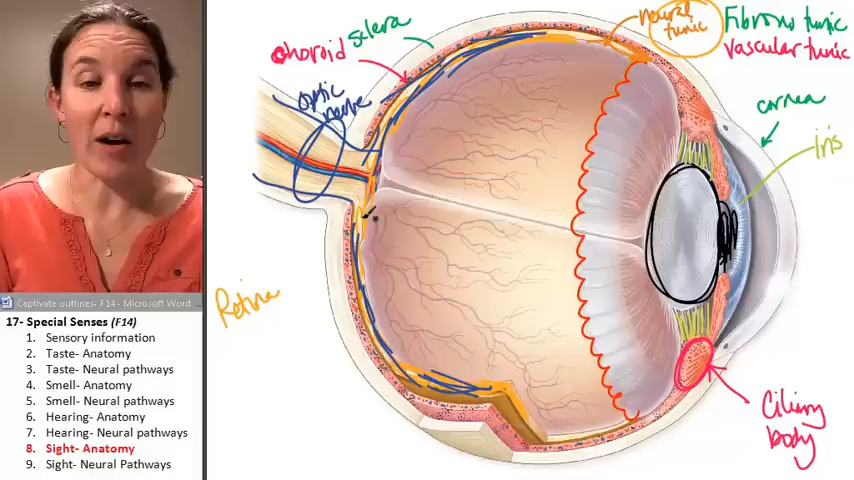 choroid
sclera
optic
nerve
neural
tunic
Fibrous tunic
vascular tunic
cornea
iris
Retina
Ciliary
body
Captivate outlines- F14 - Microsoft Word
17- Special Senses (F14)
1. Sensory information
2. Taste- Anatomy
3. Taste- Neural pathways
4. Smell- Anatomy
5. Smell- Neural pathways
6. Hearing- Anatomy
7. Hearing- Neural pathways
8. Sight- Anatomy
9. Sight- Neural Pathways